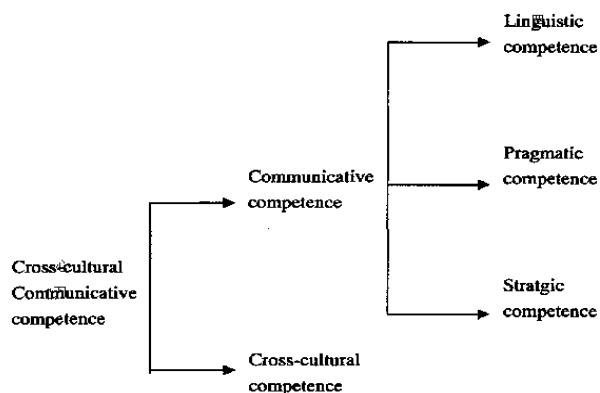 Linguistic
competence
Pragmatic
competence
Communicative
competence
Cross-cultural
Communicative
competence
Stratgic
competence
Cross-cultural
competence